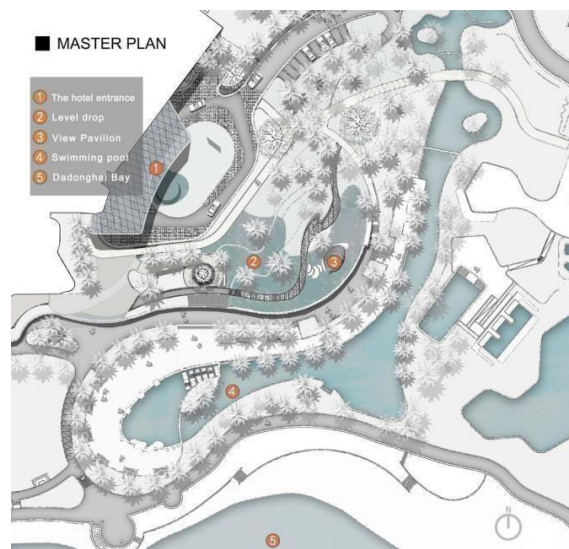 MASTER PLAN
1 The hotel entrance
2 Level drop
3 View Pavilion
4 Swimming pool
5 Dadonghai Bay
1
2
3
4
N
5